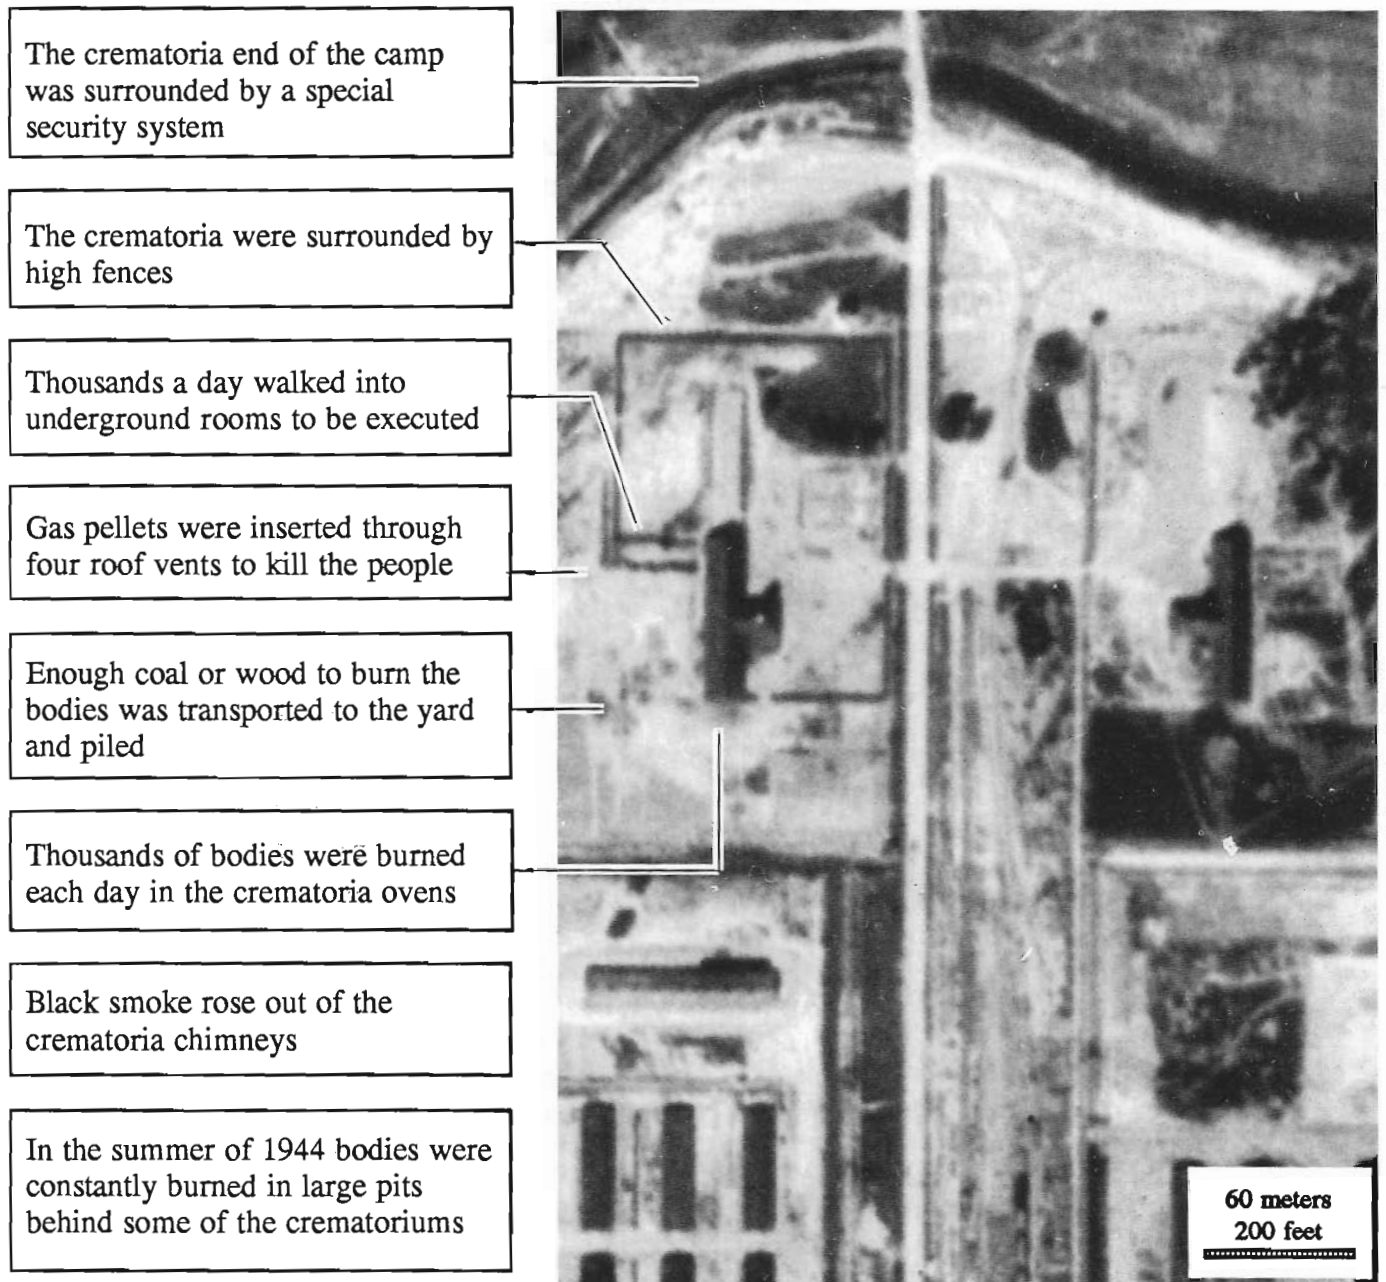 The crematoria end of the camp
was surrounded by a special
security system
The crematoria were surrounded by
high fences
Thousands a day walked into
underground rooms to be executed
Gas pellets were inserted through
four roof vents to kill the people
Enough coal or wood to burn the
bodies was transported to the yard
and piled
Thousands of bodies were burned
each day in the crematoria ovens
Black smoke rose out of the
crematoria chimneys
In the summer of 1944 bodies were
constantly burned in large pits
behind some of the crematoriums
60 meters
200 feet